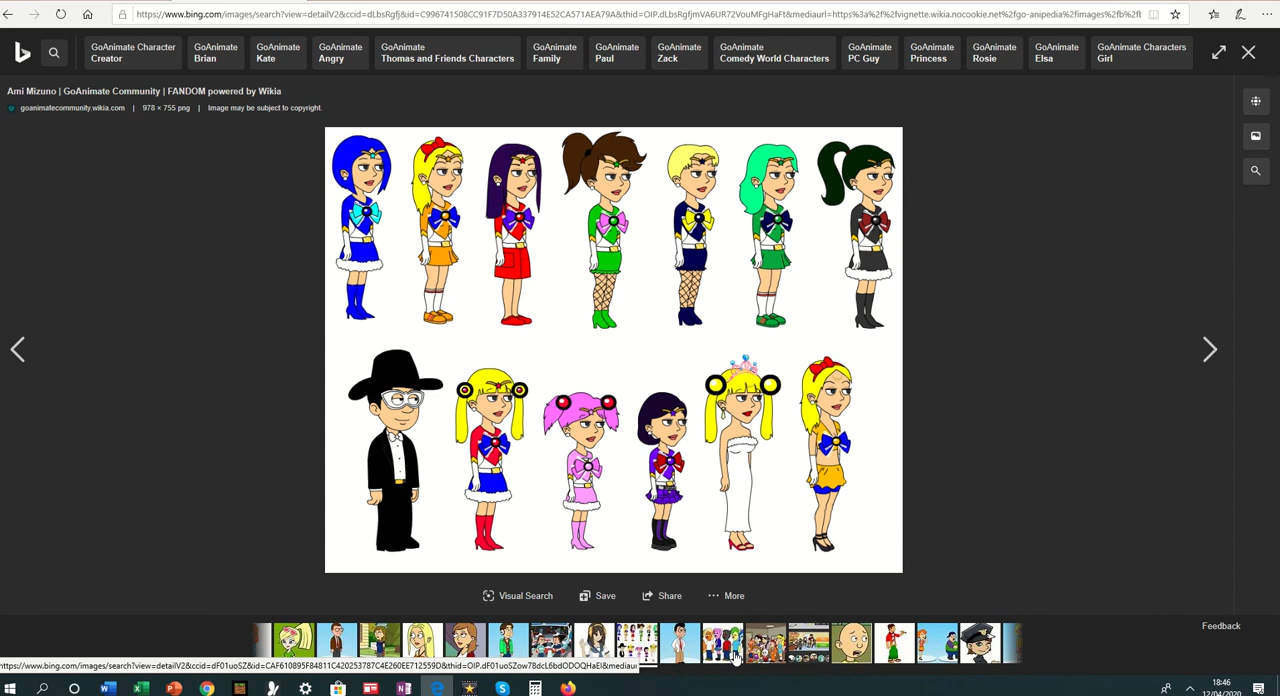 https://www.bing.com/images/search?view=detailV2&ccid=dLbsRgfj&id=C996741508CC91F7D50A337914E52CA571AEA79A&thid=OIP.dLbsRgfjmVA6UR72VouMFgHaFt&mediaurl=https%3a%2f%2fvignette.wikia.nocookie.net%2fgo-anipedia%2fimages%2fb%2f
GoAnimate Character Creator
GoAnimate Brian
GoAnimate Kate
GoAnimate Angry
GoAnimate Thomas and Friends Characters
GoAnimate Family
GoAnimate Paul
GoAnimate Zack
GoAnimate Comedy World Characters
GoAnimate PC Guy
GoAnimate Princess
GoAnimate Rosie
GoAnimate Elsa
GoAnimate Characters Girl
Ami Mizuno | GoAnimate Community | FANDOM powered by Wikia
goanimatecommunity.wikia.com | 978 × 755 png | Image may be subject to copyright.
Visual Search
Save
Share
More
Feedback
https://www.bing.com/images/search?view=detailV2&ccid=dF01uoSZ&id=CAF610895F84811C420253787C4E260EE712559D&thid=OIP.dF01uoSZow78dcL6bdODOQHaEI&mediaur
18:46
12/04/2020